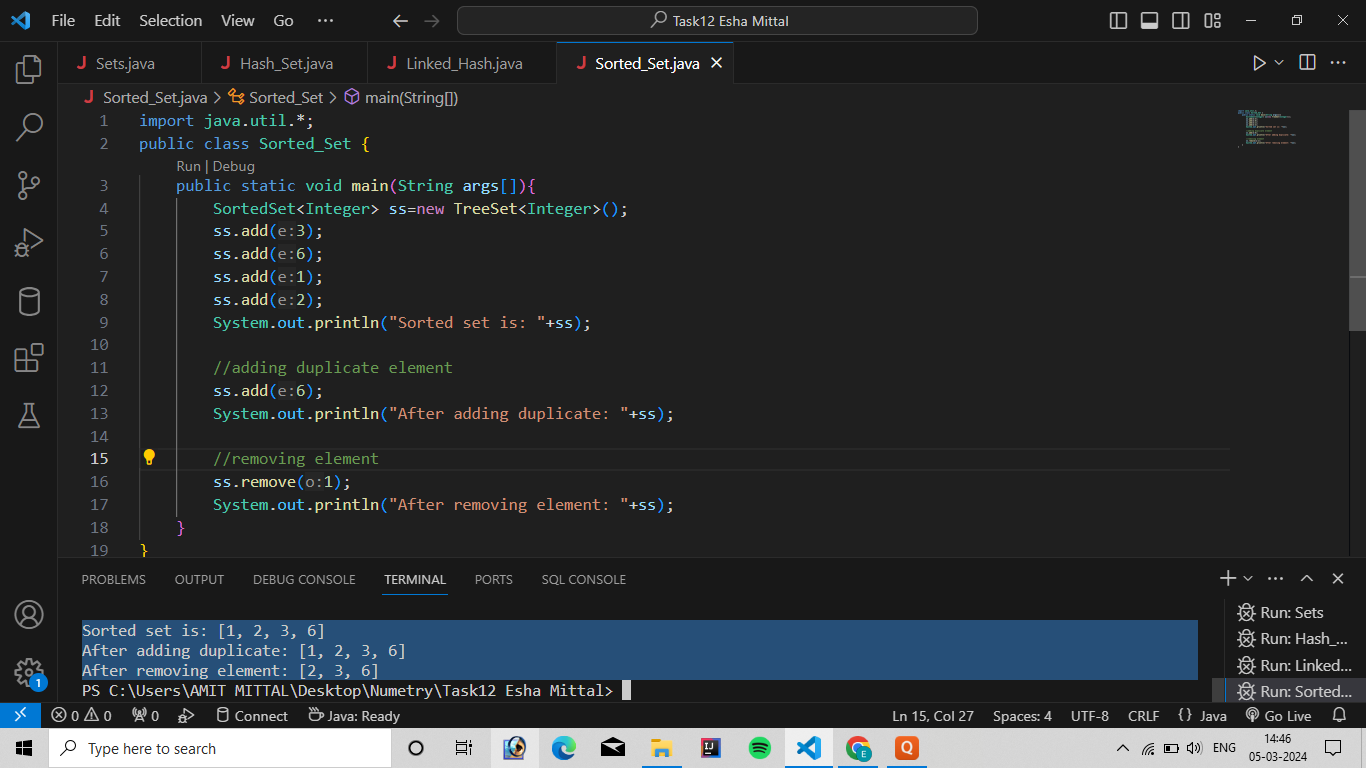 File Edit Selection View Go ··· Task12 Esha Mittal
Sets.java Hash_Set.java Linked_Hash.java Sorted_Set.java
Sorted_Set.java > Sorted_Set > main(String[])
1 import java.util.*;
2 public class Sorted_Set {
Run | Debug
3 public static void main(String args[]){
4 SortedSet<Integer> ss=new TreeSet<Integer>();
5 ss.add(e:3);
6 ss.add(e:6);
7 ss.add(e:1);
8 ss.add(e:2);
9 System.out.println("Sorted set is: "+ss);
10
11 //adding duplicate element
12 ss.add(e:6);
13 System.out.println("After adding duplicate: "+ss);
14
15 //removing element
16 ss.remove(o:1);
17 System.out.println("After removing element: "+ss);
18 }
19 }
PROBLEMS OUTPUT DEBUG CONSOLE TERMINAL PORTS SQL CONSOLE
Sorted set is: [1, 2, 3, 6]
After adding duplicate: [1, 2, 3, 6]
After removing element: [2, 3, 6]
PS C:\Users\AMIT MITTAL\Desktop\Numetry\Task12 Esha Mittal>
Run: Sets
Run: Hash_...
Run: Linked...
Run: Sorted...
1
0 0 0 Connect Java: Ready Ln 15, Col 27 Spaces: 4 UTF-8 CRLF {} Java Go Live
Type here to search
ENG
14:46
05-03-2024